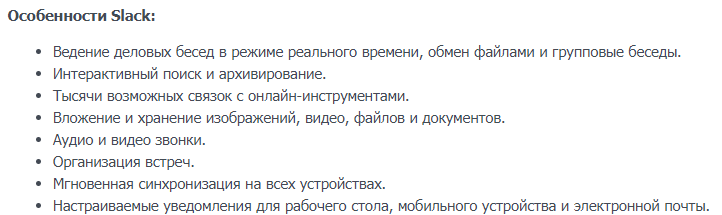 Особенности Slack:
Ведение деловых бесед в режиме реального времени, обмен файлами и групповые беседы.
Интерактивный поиск и архивирование.
Тысячи возможных связок с онлайн-инструментами.
Вложение и хранение изображений, видео, файлов и документов.
Аудио и видео звонки.
Организация встреч.
Мгновенная синхронизация на всех устройствах.
Настраиваемые уведомления для рабочего стола, мобильного устройства и электронной почты.